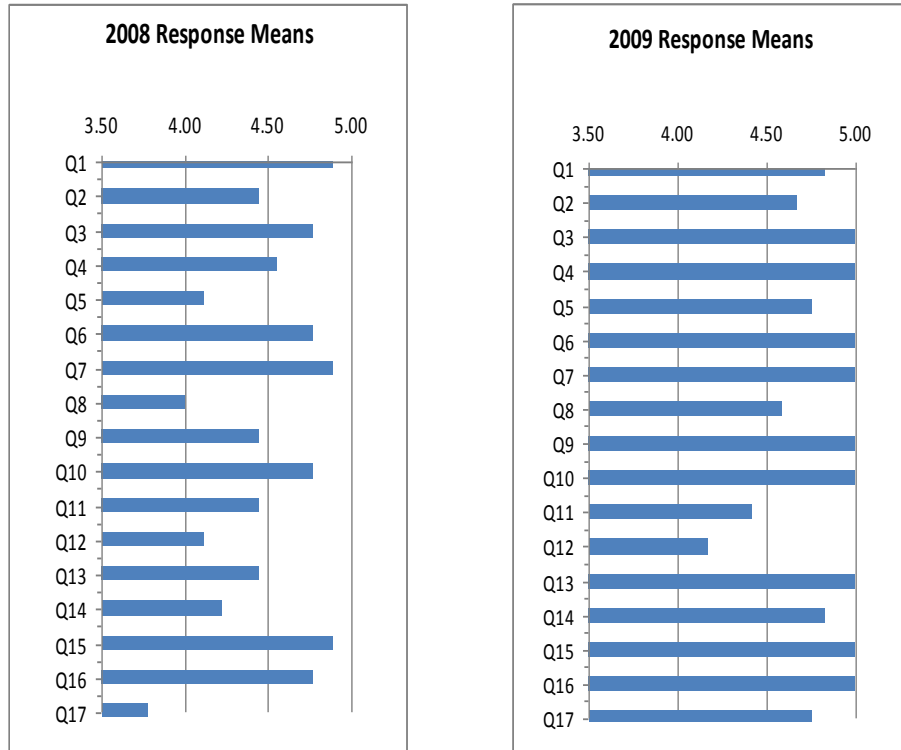 2008 Response Means
3.50 4.00 4.50 5.00
Q1
Q2
Q3
Q4
Q5
Q6
Q7
Q8
Q9
Q10
Q11
Q12
Q13
Q14
Q15
Q16
Q17
2009 Response Means
3.50 4.00 4.50 5.00
Q1
Q2
Q3
Q4
Q5
Q6
Q7
Q8
Q9
Q10
Q11
Q12
Q13
Q14
Q15
Q16
Q17